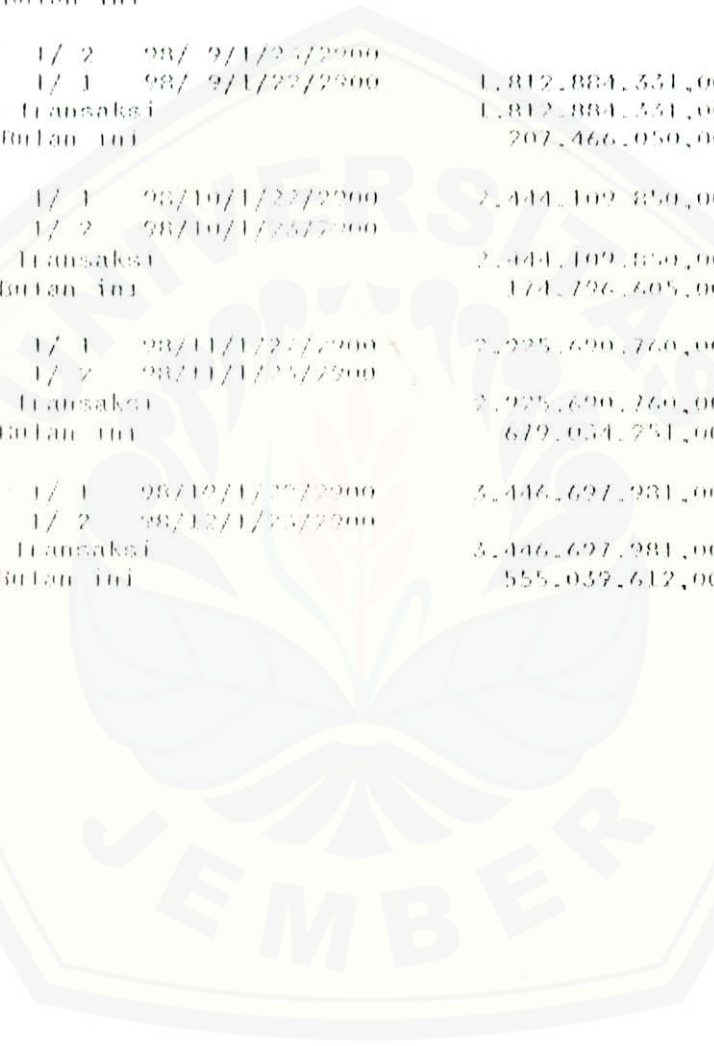 Bulan ini
1/ 2 98/ 9/1/23/2900
1/ 1 98/ 9/1/22/2900 1.812.884.331,00
Transaksi 1.812.884.331,00
Bulan ini 207.466.050,00
1/ 1 98/10/1/22/2900 2.444.109.850,00
1/ 2 98/10/1/23/2900
Transaksi 2.444.109.850,00
Bulan ini 174.796.605,00
1/ 1 98/11/1/22/2900 2.925.690.760,00
1/ 2 98/11/1/23/2900
Transaksi 2.925.690.760,00
Bulan ini 679.034.251,00
1/ 1 98/12/1/22/2900 3.446.697.981,00
1/ 2 98/12/1/23/2900
Transaksi 3.446.697.981,00
Bulan ini 555.039.612,00
UNIVERSITAS
JEMBER